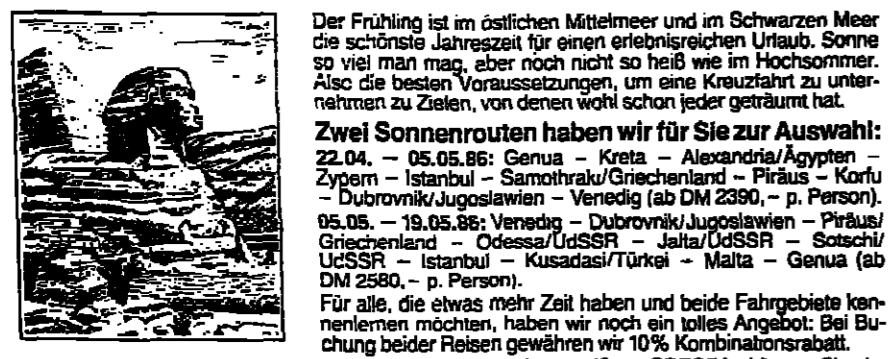 Der Frühling ist im östlichen Mittelmeer und im Schwarzen Meer
die schönste Jahreszeit für einen erlebnisreichen Urlaub. Sonne
so viel man mag, aber noch nicht so heiß wie im Hochsommer.
Also die besten Voraussetzungen, um eine Kreuzfahrt zu unter-
nehmen zu Zielen, von denen wohl schon jeder geträumt hat.
Zwei Sonnenrouten haben wir für Sie zur Auswahl:
22.04. – 05.05.86: Genua – Kreta – Alexandria/Ägypten –
Zypern – Istanbul – Samothraki/Griechenland – Piräus – Korfu
– Dubrovnik/Jugoslawien – Venedig (ab DM 2390,– p. Person).
05.05. – 19.05.86: Venedig – Dubrovnik/Jugoslawien – Piräus/
Griechenland – Odessa/UdSSR – Jalta/UdSSR – Sotschi/
UdSSR – Istanbul – Kusadasi/Türkei – Malta – Genua (ab
DM 2580,– p. Person).
Für alle, die etwas mehr Zeit haben und beide Fahrgebiete ken-
nenlernen möchten, haben wir noch ein tolles Angebot: Bei Bu-
chung beider Reisen gewähren wir 10% Kombinationsrabatt.